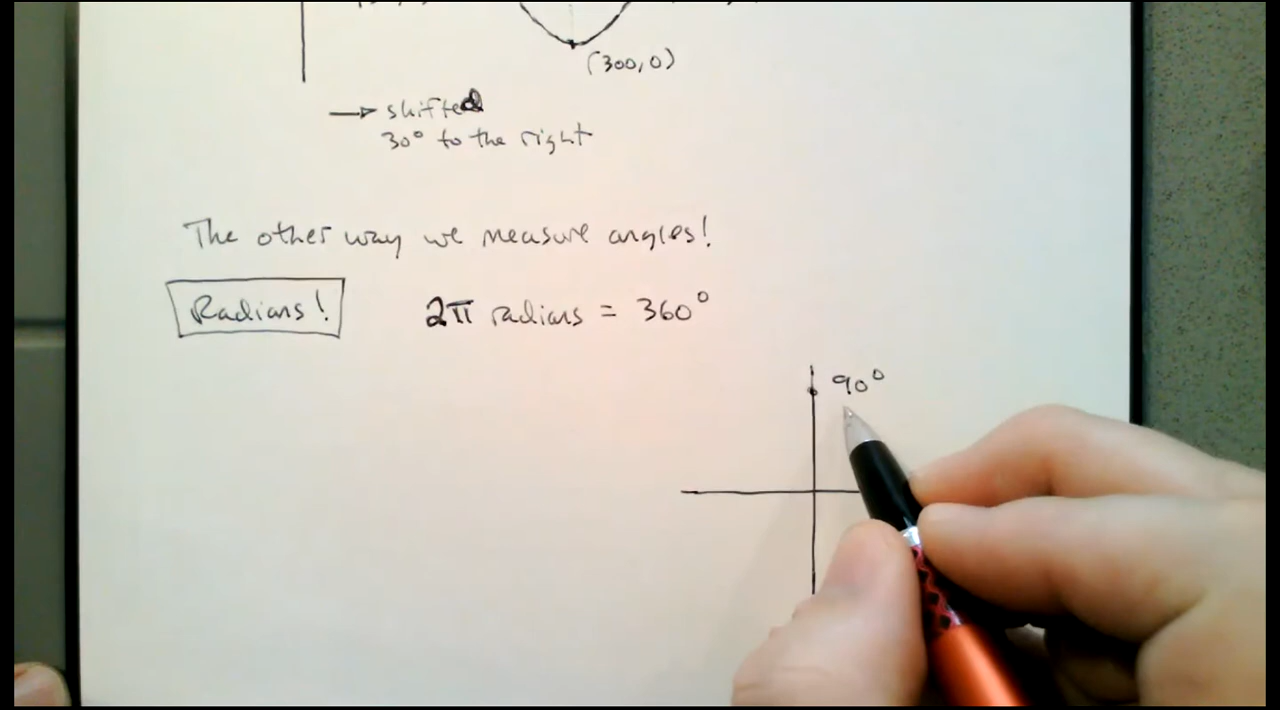 (300,0)
→ shifted
30° to the right
The other way we measure angles!
Radians!
2π radians = 360°
90°